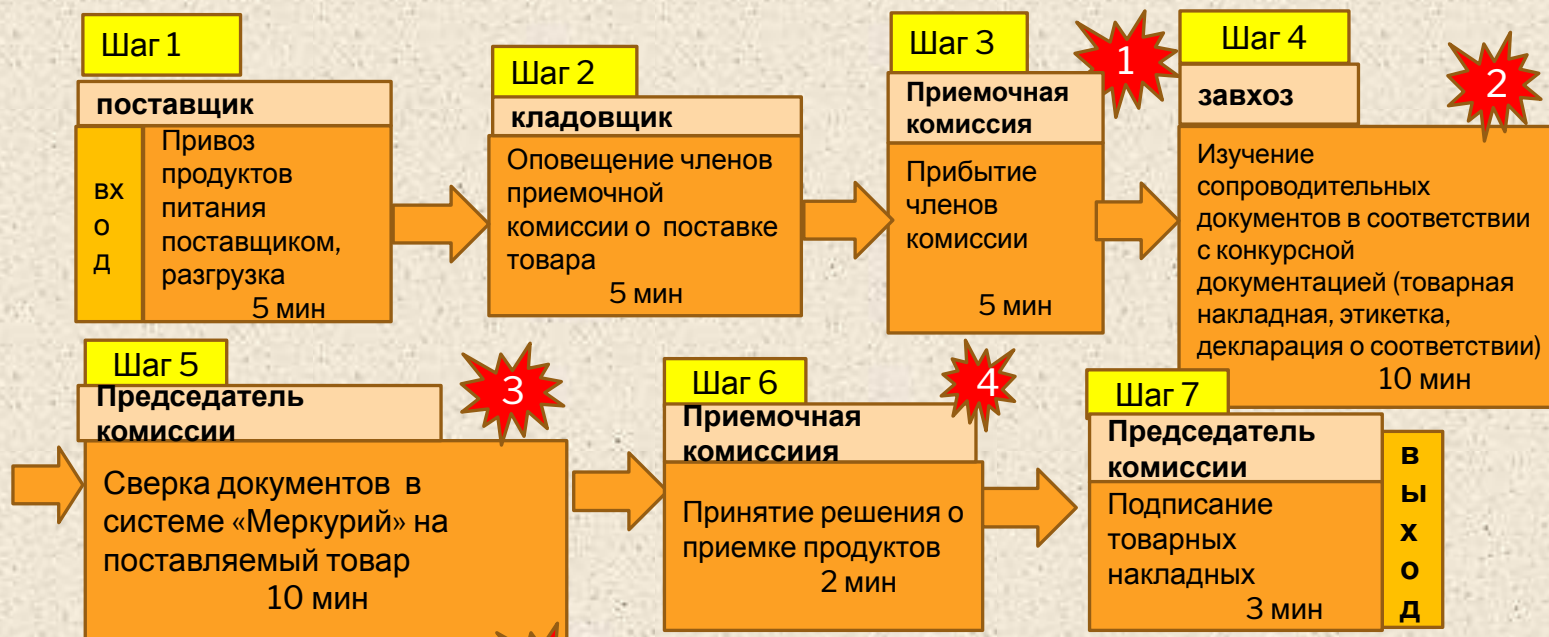 Шаг 1
поставщик
вх
о
д
Привоз
продуктов
питания
поставщиком,
разгрузка
5 мин
Шаг 2
кладовщик
Оповещение членов
приемочной
комиссии о поставке
товара
5 мин
Шаг 3
1
Приемочная
комиссия
Прибытие
членов
комиссии
5 мин
Шаг 4
2
завхоз
Изучение
сопроводительных
документов в соответствии
с конкурсной
документацией (товарная
накладная, этикетка,
декларация о соответствии)
10 мин
Шаг 5
3
Председатель
комиссии
Сверка документов в
системе «Меркурий» на
поставляемый товар
10 мин
Шаг 6
4
Приемочная
комиссиия
Принятие решения о
приемке продуктов
2 мин
Шаг 7
Председатель
комиссии
Подписание
товарных
накладных
3 мин
в
ы
х
о
д